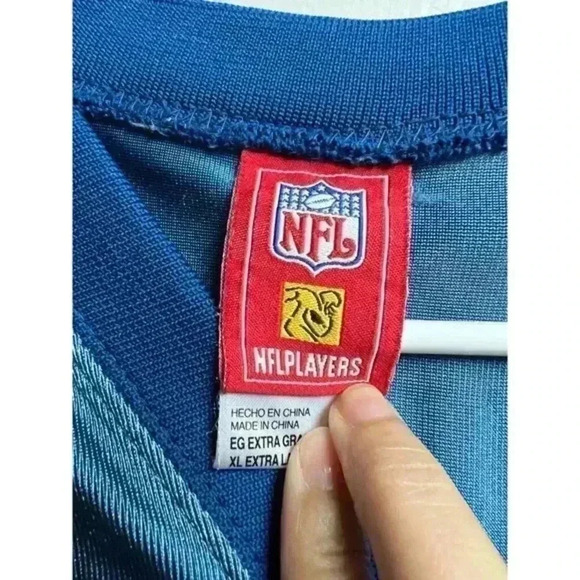 NFL
NFLPLAYERS
HECHO EN CHINA
MADE IN CHINA
EG EXTRA GRA
XL EXTRA LA